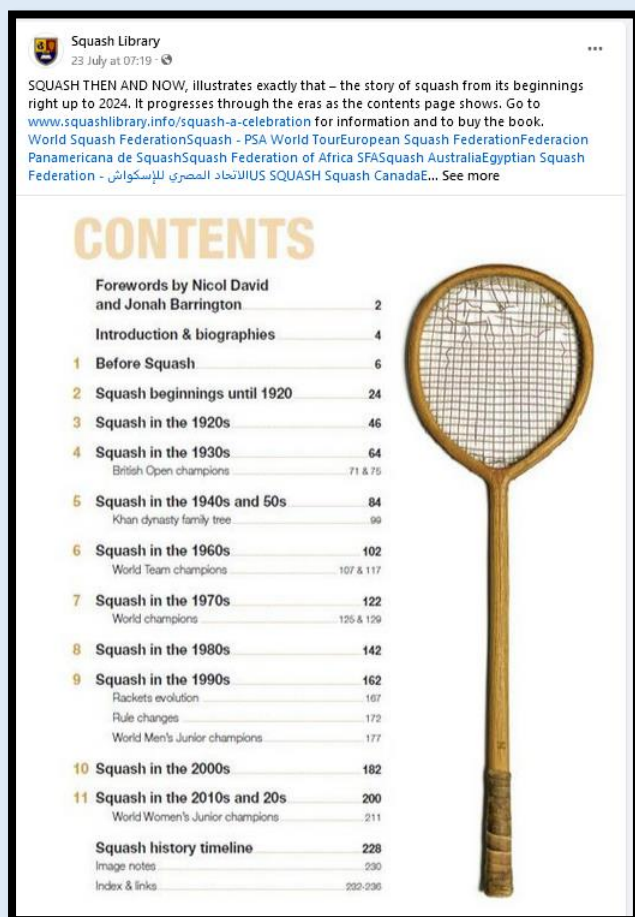 Squash Library
23 July at 07:19 ·
SQUASH THEN AND NOW, illustrates exactly that – the story of squash from its beginnings
right up to 2024. It progresses through the eras as the contents page shows. Go to
www.squashlibrary.info/squash-a-celebration for information and to buy the book.
World Squash FederationSquash - PSA World TourEuropean Squash FederationFederacion
Panamericana de SquashSquash Federation of Africa SFASquash AustraliaEgyptian Squash
Federation - الاتحاد المصري للإسكواشUS SQUASH Squash CanadaE... See more
CONTENTS
Forewords by Nicol David
and Jonah Barrington 2
Introduction & biographies 4
1 Before Squash 6
2 Squash beginnings until 1920 24
3 Squash in the 1920s 46
4 Squash in the 1930s 64
British Open champions 71 & 75
5 Squash in the 1940s and 50s 84
Khan dynasty family tree 99
6 Squash in the 1960s 102
World Team champions 107 & 117
7 Squash in the 1970s 122
World champions 125 & 129
8 Squash in the 1980s 142
9 Squash in the 1990s 162
Rackets evolution 167
Rule changes 172
World Men's Junior champions 177
10 Squash in the 2000s 182
11 Squash in the 2010s and 20s 200
World Women's Junior champions 211
Squash history timeline 228
Image notes 230
Index & links 232-236